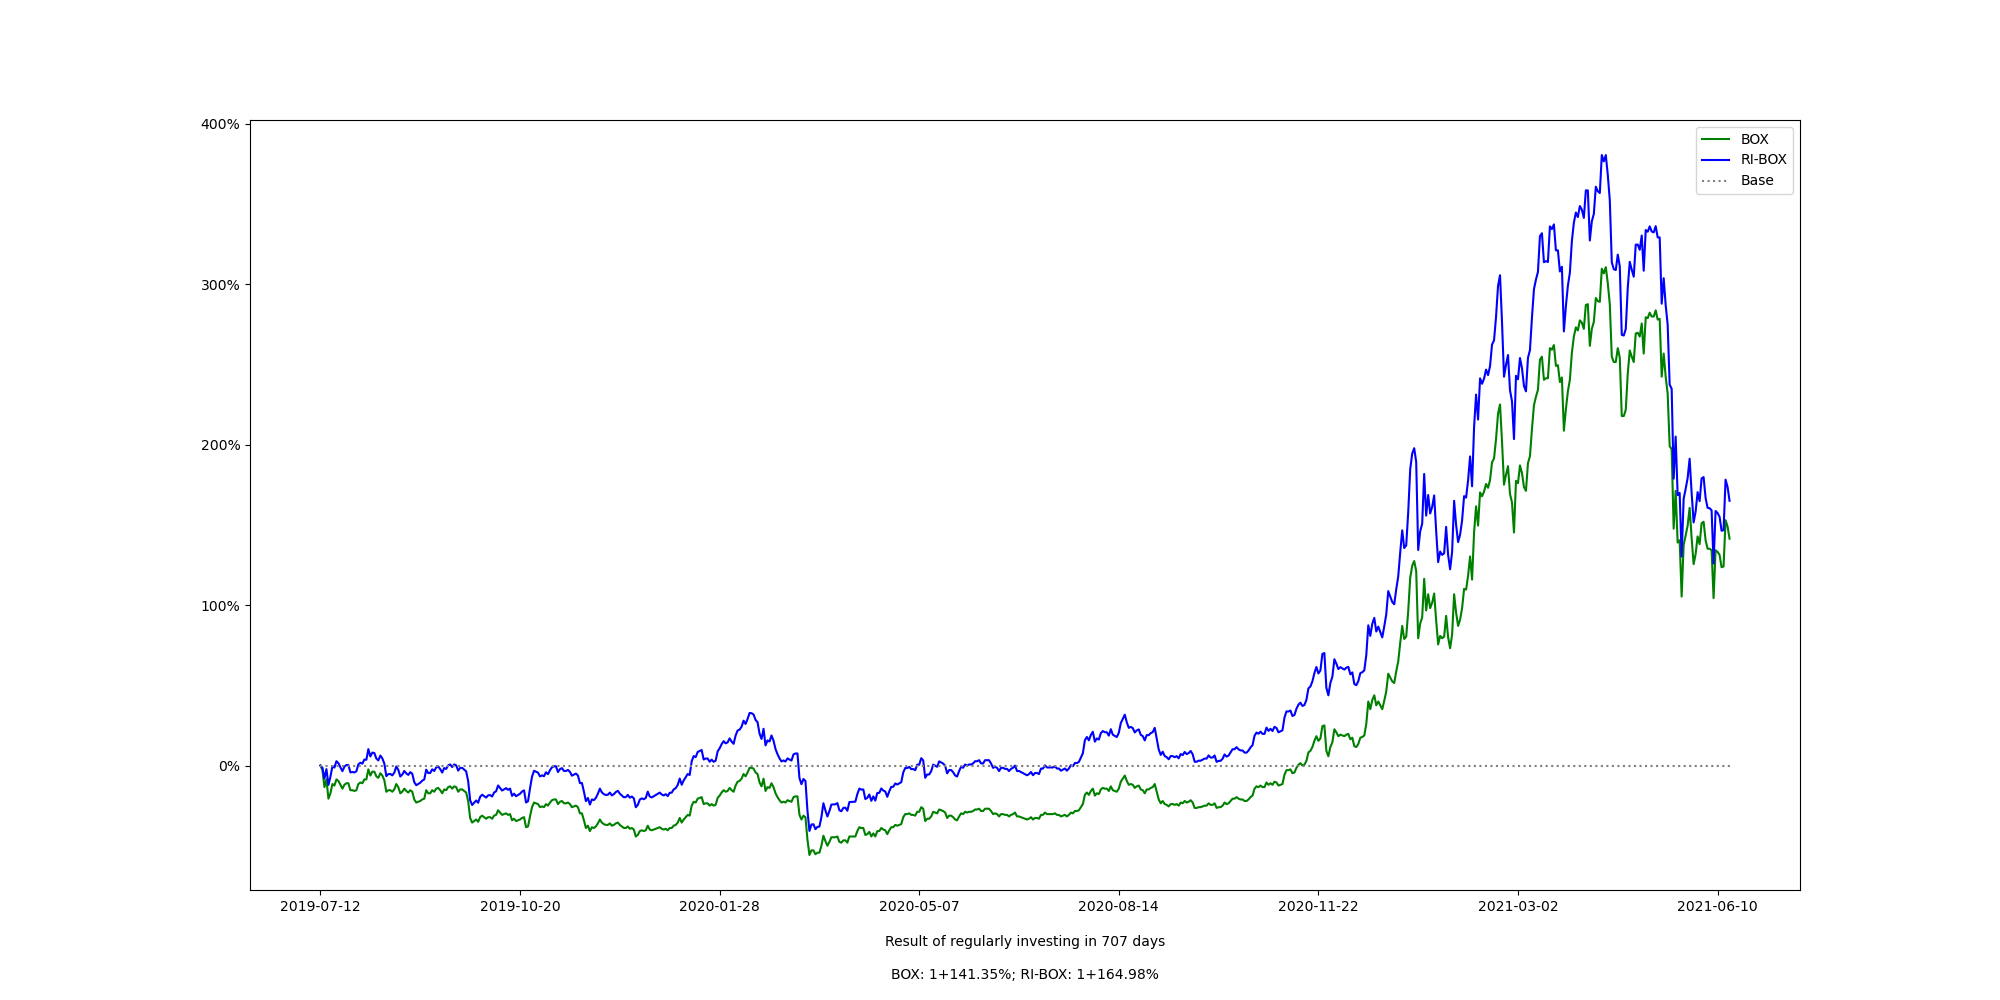 400%
300%
200%
100%
0%
BOX
RI-BOX
Base
2019-07-12 2019-10-20 2020-01-28 2020-05-07 2020-08-14 2020-11-22 2021-03-02 2021-06-10
Result of regularly investing in 707 days
BOX: 1+141.35%; RI-BOX: 1+164.98%